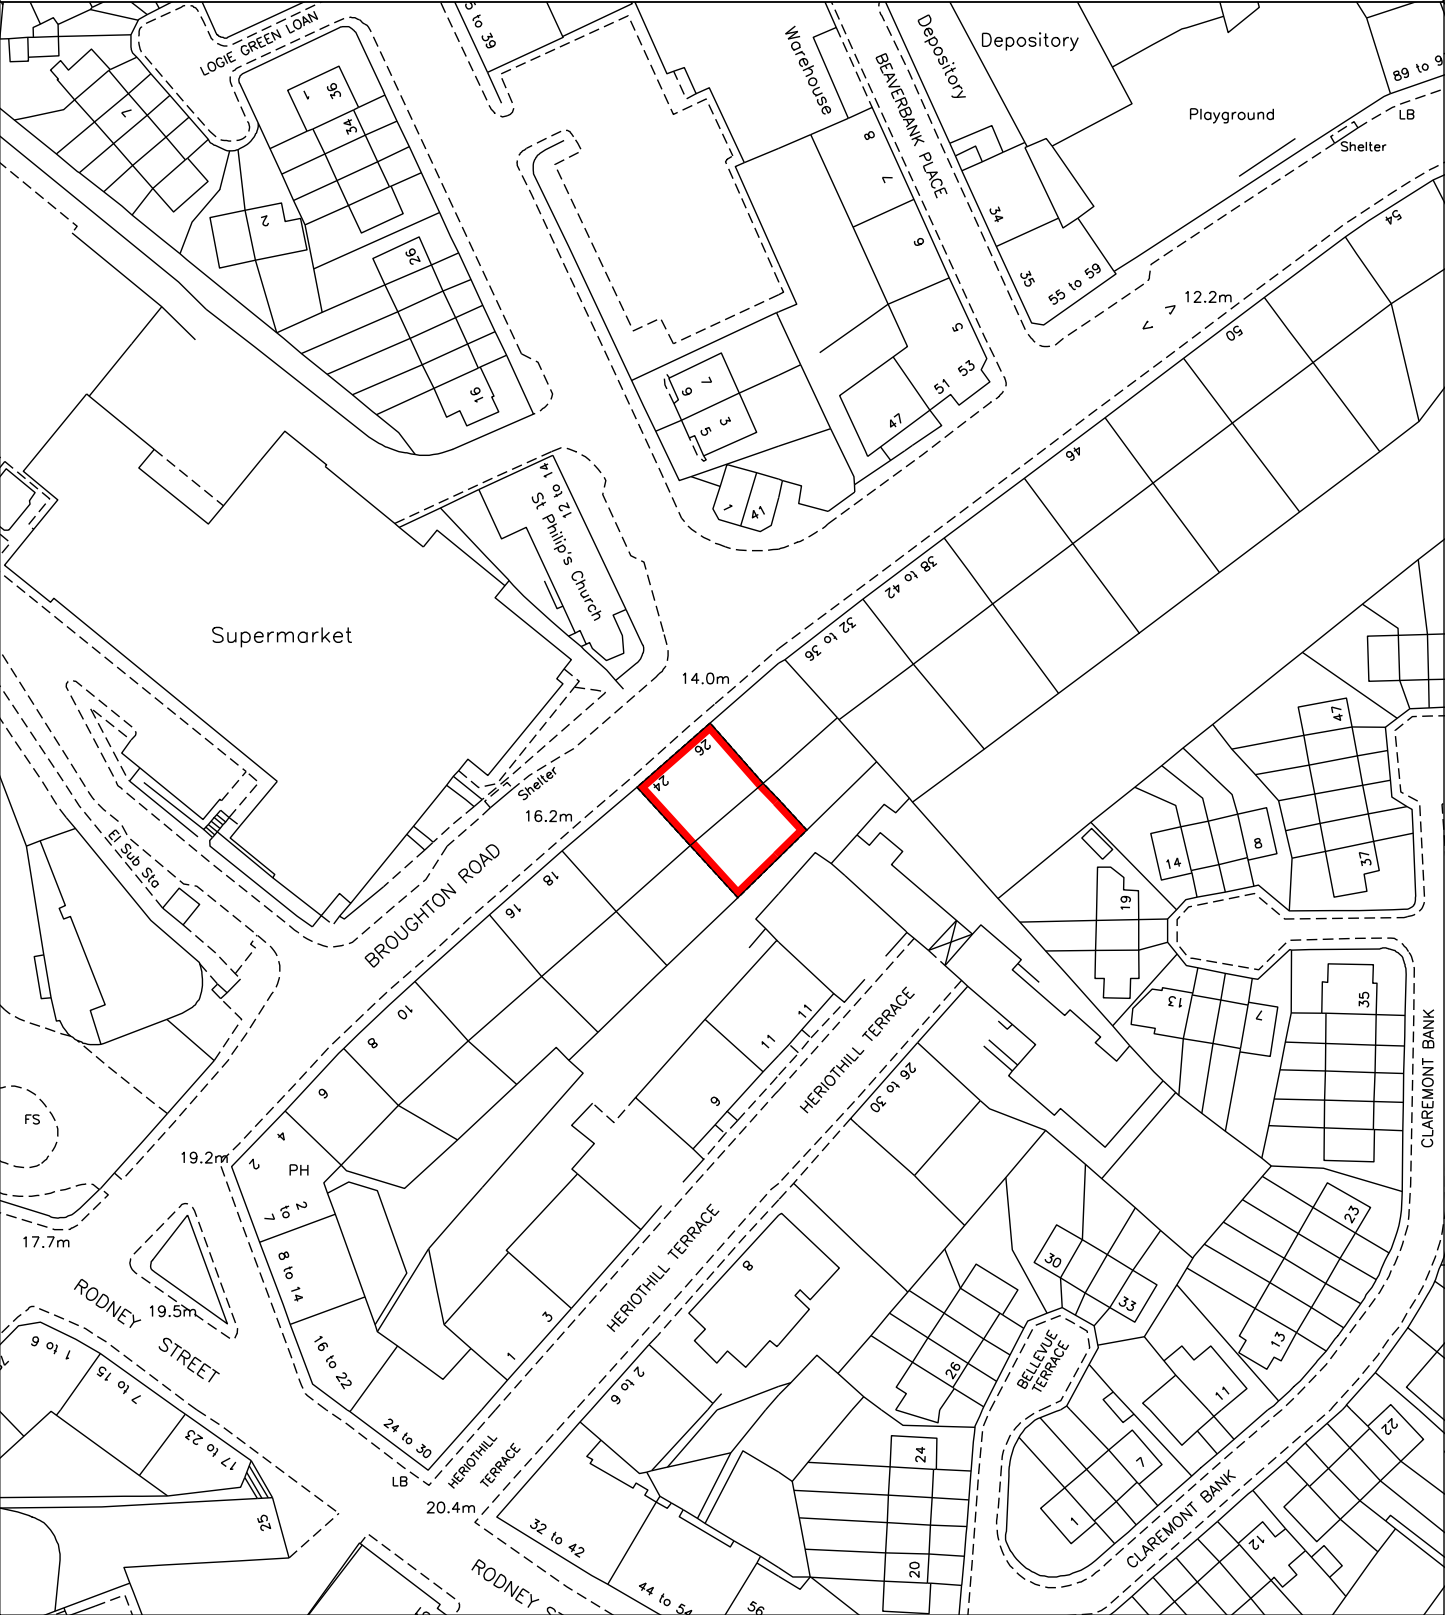 LOGIE GREEN LOAN
5 to 39
Warehouse
BEAVERBANK PLACE
Depository
Depository
89 to 9
Playground
LB
Shelter
1
36
34
7
2
26
16
8
7
6
5
34
35
55 to 59
54
12.2m
50
< >
51
53
47
7
9
3
5
1
41
46
12 to 14
St Philip's Church
38 to 42
32 to 36
Supermarket
14.0m
26
24
Shelter
16.2m
BROUGHTON ROAD
18
16
10
8
6
4
2
El Sub Sta
47
14
8
37
19
13
7
35
CLAREMONT BANK
11
11
9
HERIOTHILL TERRACE
26 to 30
FS
19.2m
PH
2 to 7
8 to 14
16 to 22
24 to 30
17.7m
RODNEY
STREET
19.5m
1 to 6
7 to 15
17 to 23
25
HERIOTHILL TERRACE
3
1
8
2 to 6
LB
HERIOTHILL
TERRACE
20.4m
32 to 42
44 to 54
56
RODNEY S
30
33
23
13
26
BELLEVUE
TERRACE
11
22
24
20
7
1
12
CLAREMONT BANK